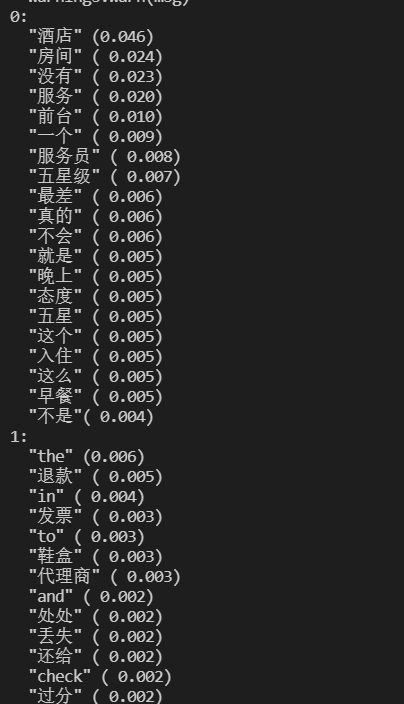 warnings.warn(msg)
0:
"酒店" (0.046)
"房间" ( 0.024)
"没有" ( 0.023)
"服务" ( 0.020)
"前台" ( 0.010)
"一个" ( 0.009)
"服务员" ( 0.008)
"五星级" ( 0.007)
"最差" ( 0.006)
"真的" ( 0.006)
"不会" ( 0.006)
"就是" ( 0.005)
"晚上" ( 0.005)
"态度" ( 0.005)
"五星" ( 0.005)
"这个" ( 0.005)
"入住" ( 0.005)
"这么" ( 0.005)
"早餐" ( 0.005)
"不是"( 0.004)
1:
"the" (0.006)
"退款" ( 0.005)
"in" ( 0.004)
"发票" ( 0.003)
"to" ( 0.003)
"鞋盒" ( 0.003)
"代理商" ( 0.003)
"and" ( 0.002)
"处处" ( 0.002)
"丢失" ( 0.002)
"还给" ( 0.002)
"check" ( 0.002)
"过分" ( 0.002)